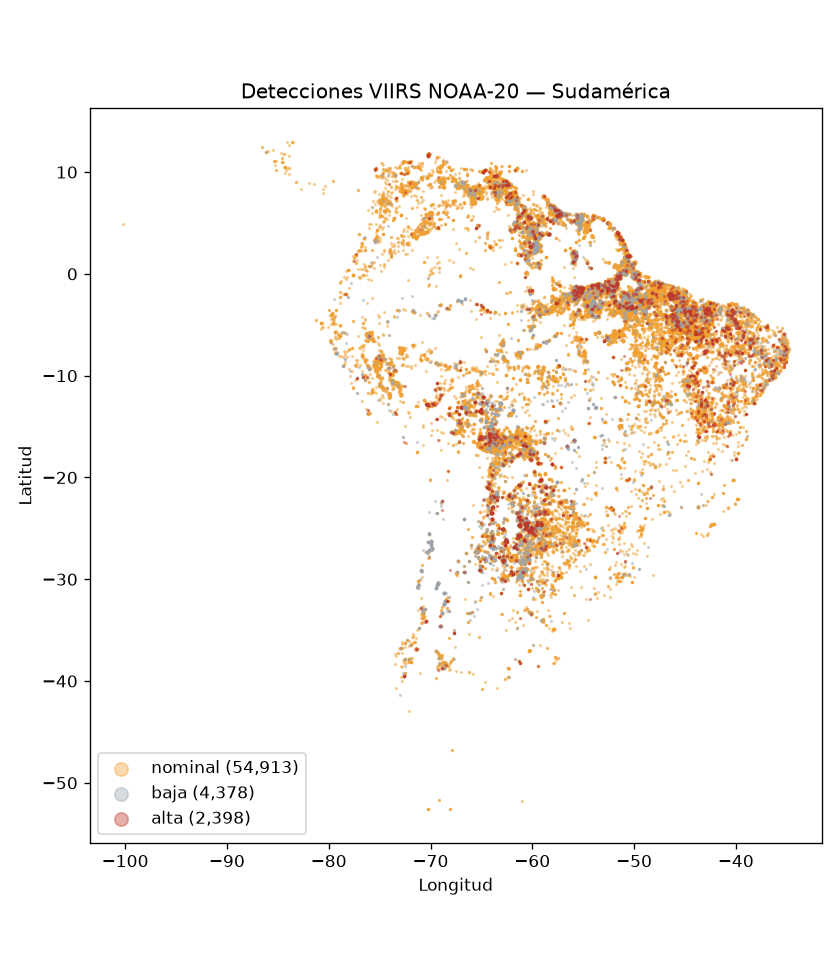 Detecciones VIIRS NOAA-20 — Sudamérica
10
0
−10
−20
−30
−40
−50
Latitud
−100
−90
−80
−70
−60
−50
−40
Longitud
nominal (54,913)
baja (4,378)
alta (2,398)